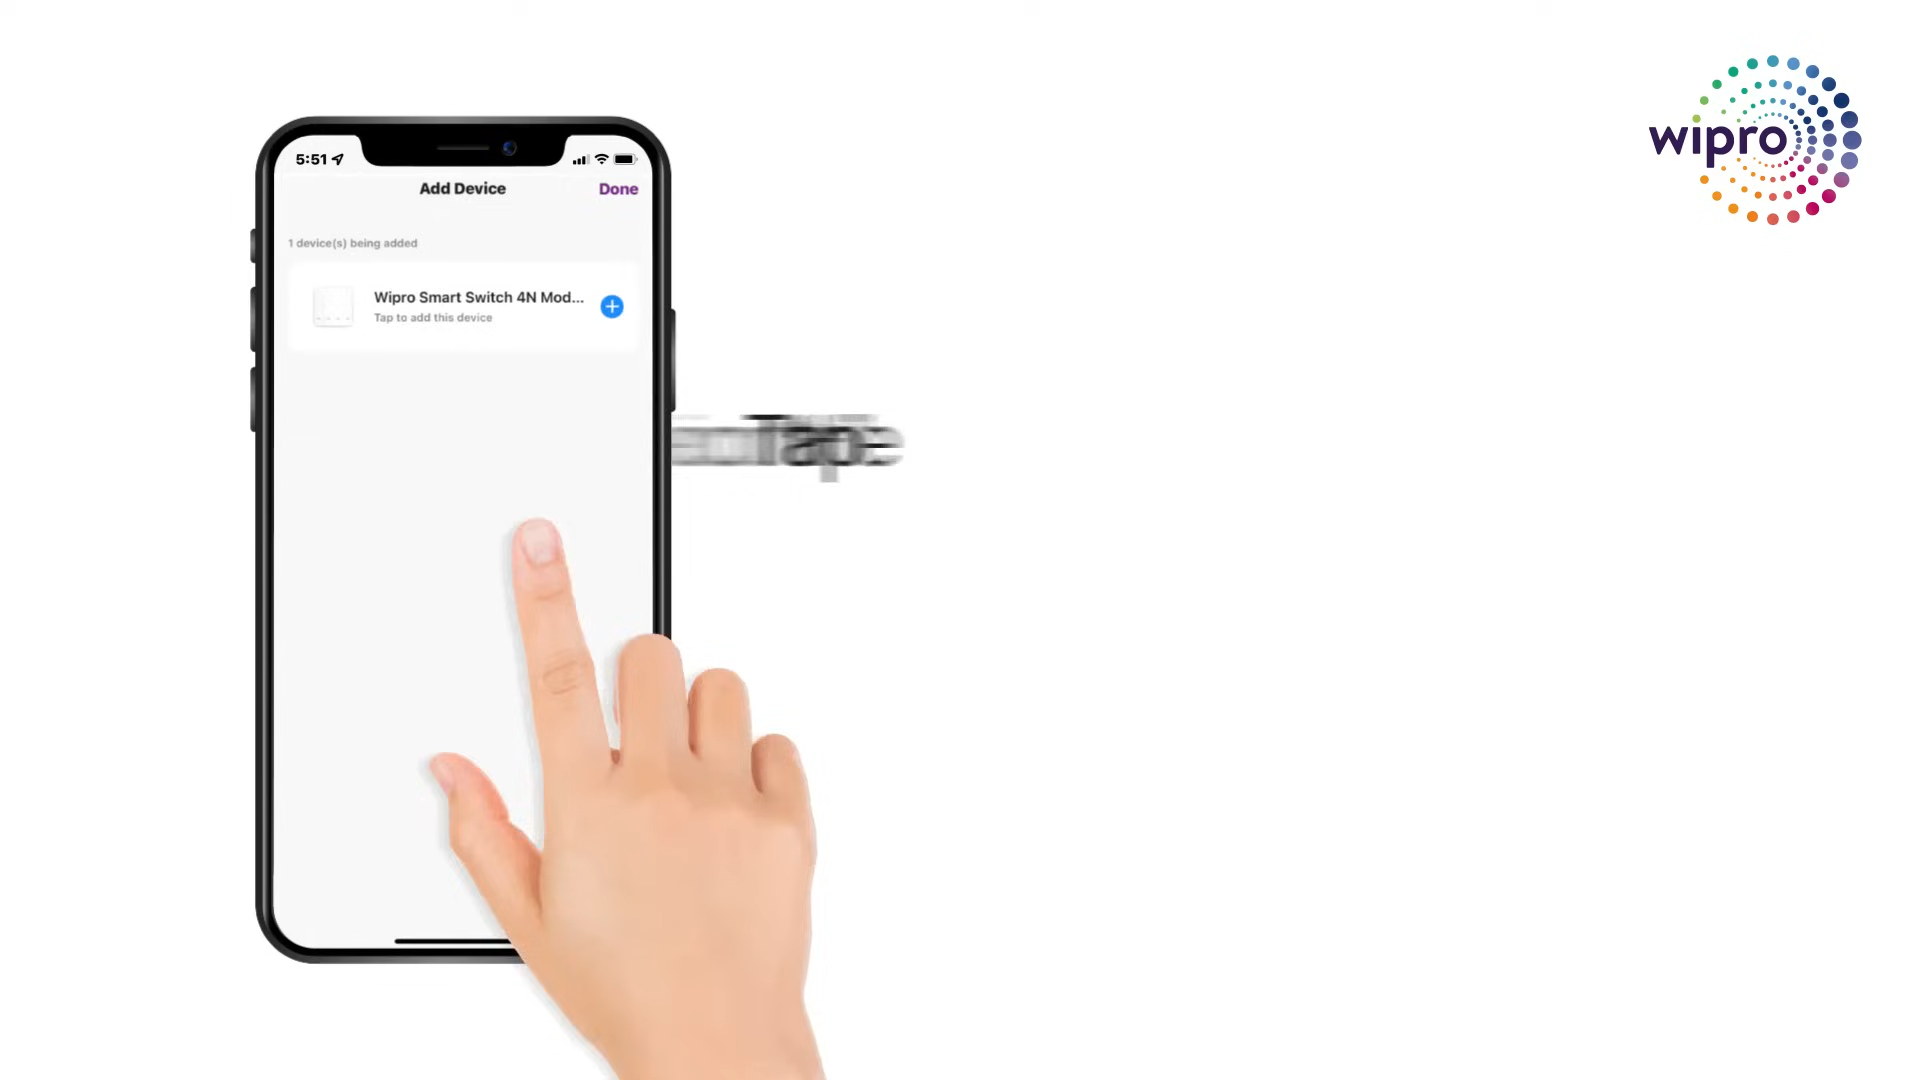 wipro
5:51
Add Device
Done
1 device(s) being added
Wipro Smart Switch 4N Mod...
Tap to add this device